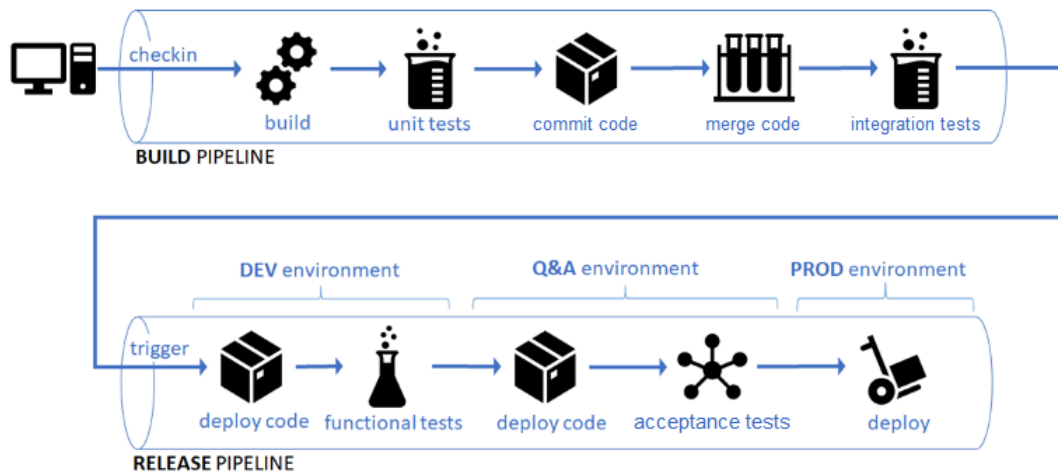 checkin
build
unit tests
commit code
merge code
integration tests
BUILD PIPELINE
DEV environment
Q&A environment
PROD environment
trigger
deploy code
functional tests
deploy code
acceptance tests
deploy
RELEASE PIPELINE